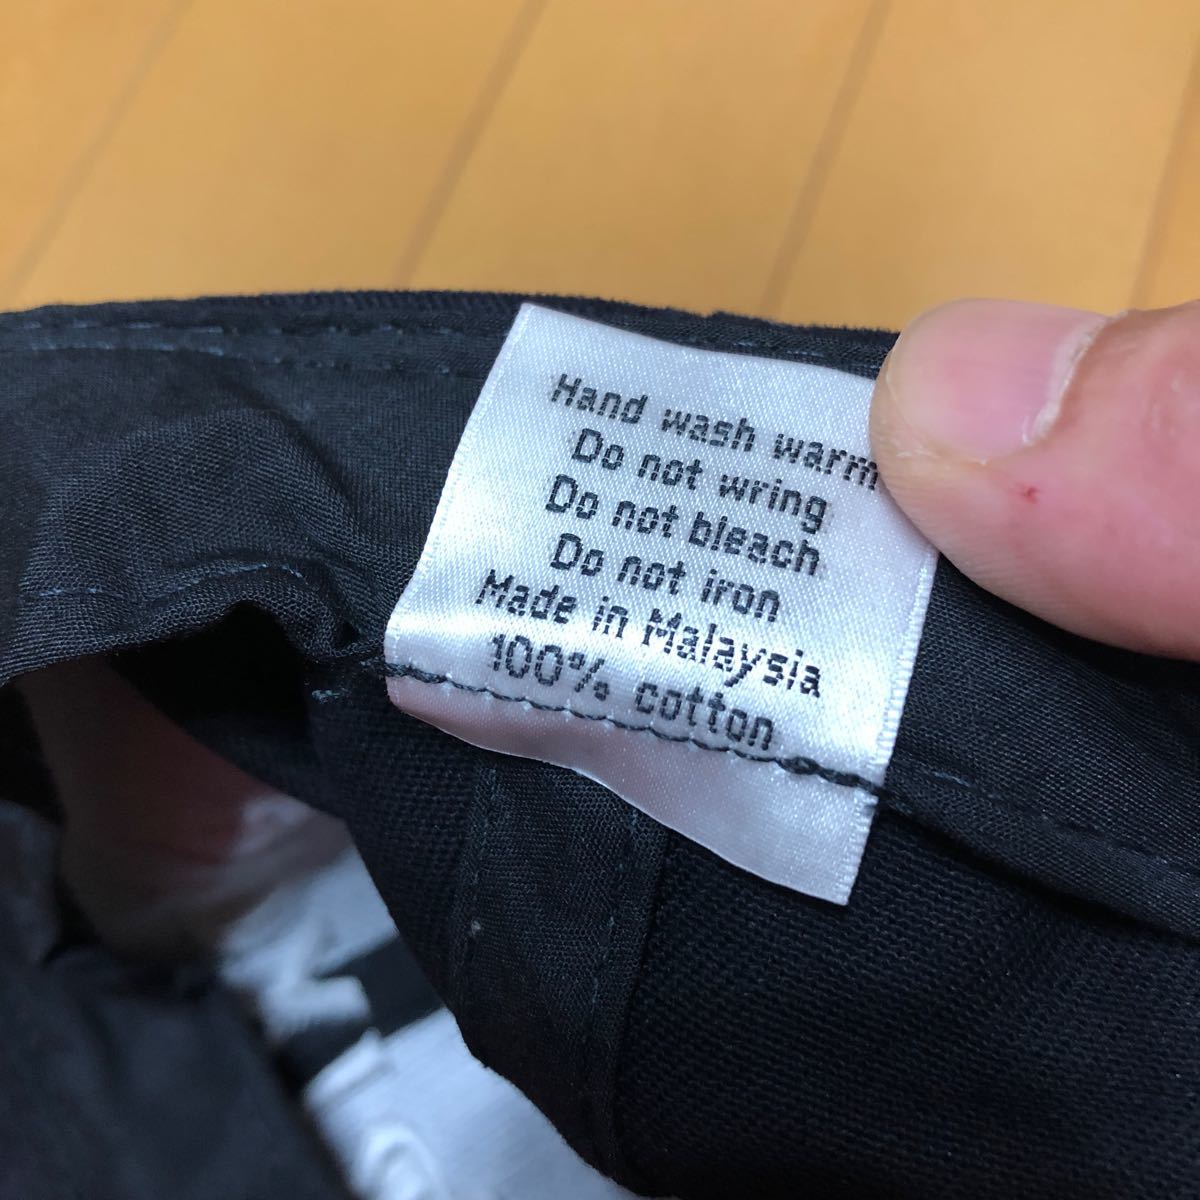 Hand wash warm
Do not wring
Do not bleach
Do not iron
Made in Malaysia
100% cotton